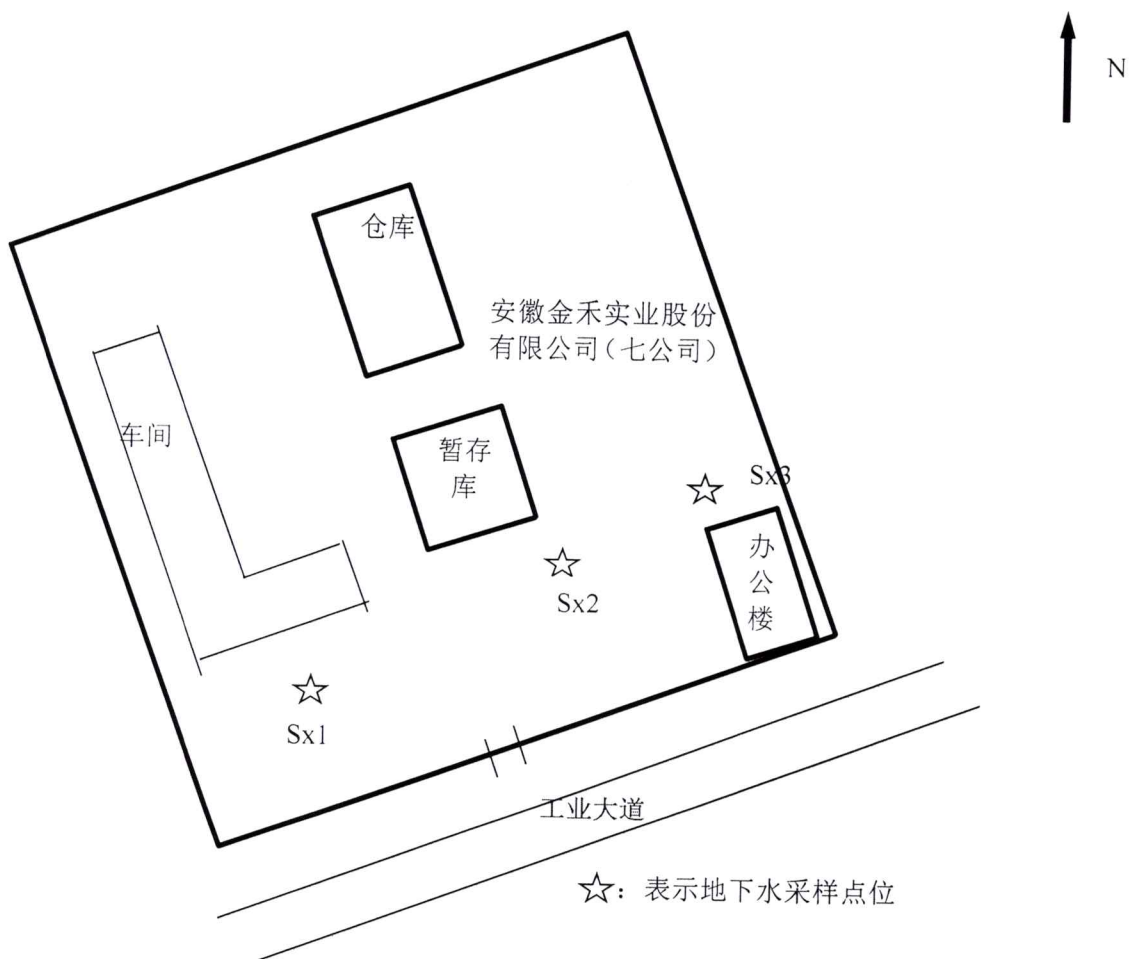 N
仓库
安徽金禾实业股份
有限公司（七公司）
车间
暂存
库
Sx3
办
公
楼
Sx2
Sx1
工业大道
☆：表示地下水采样点位